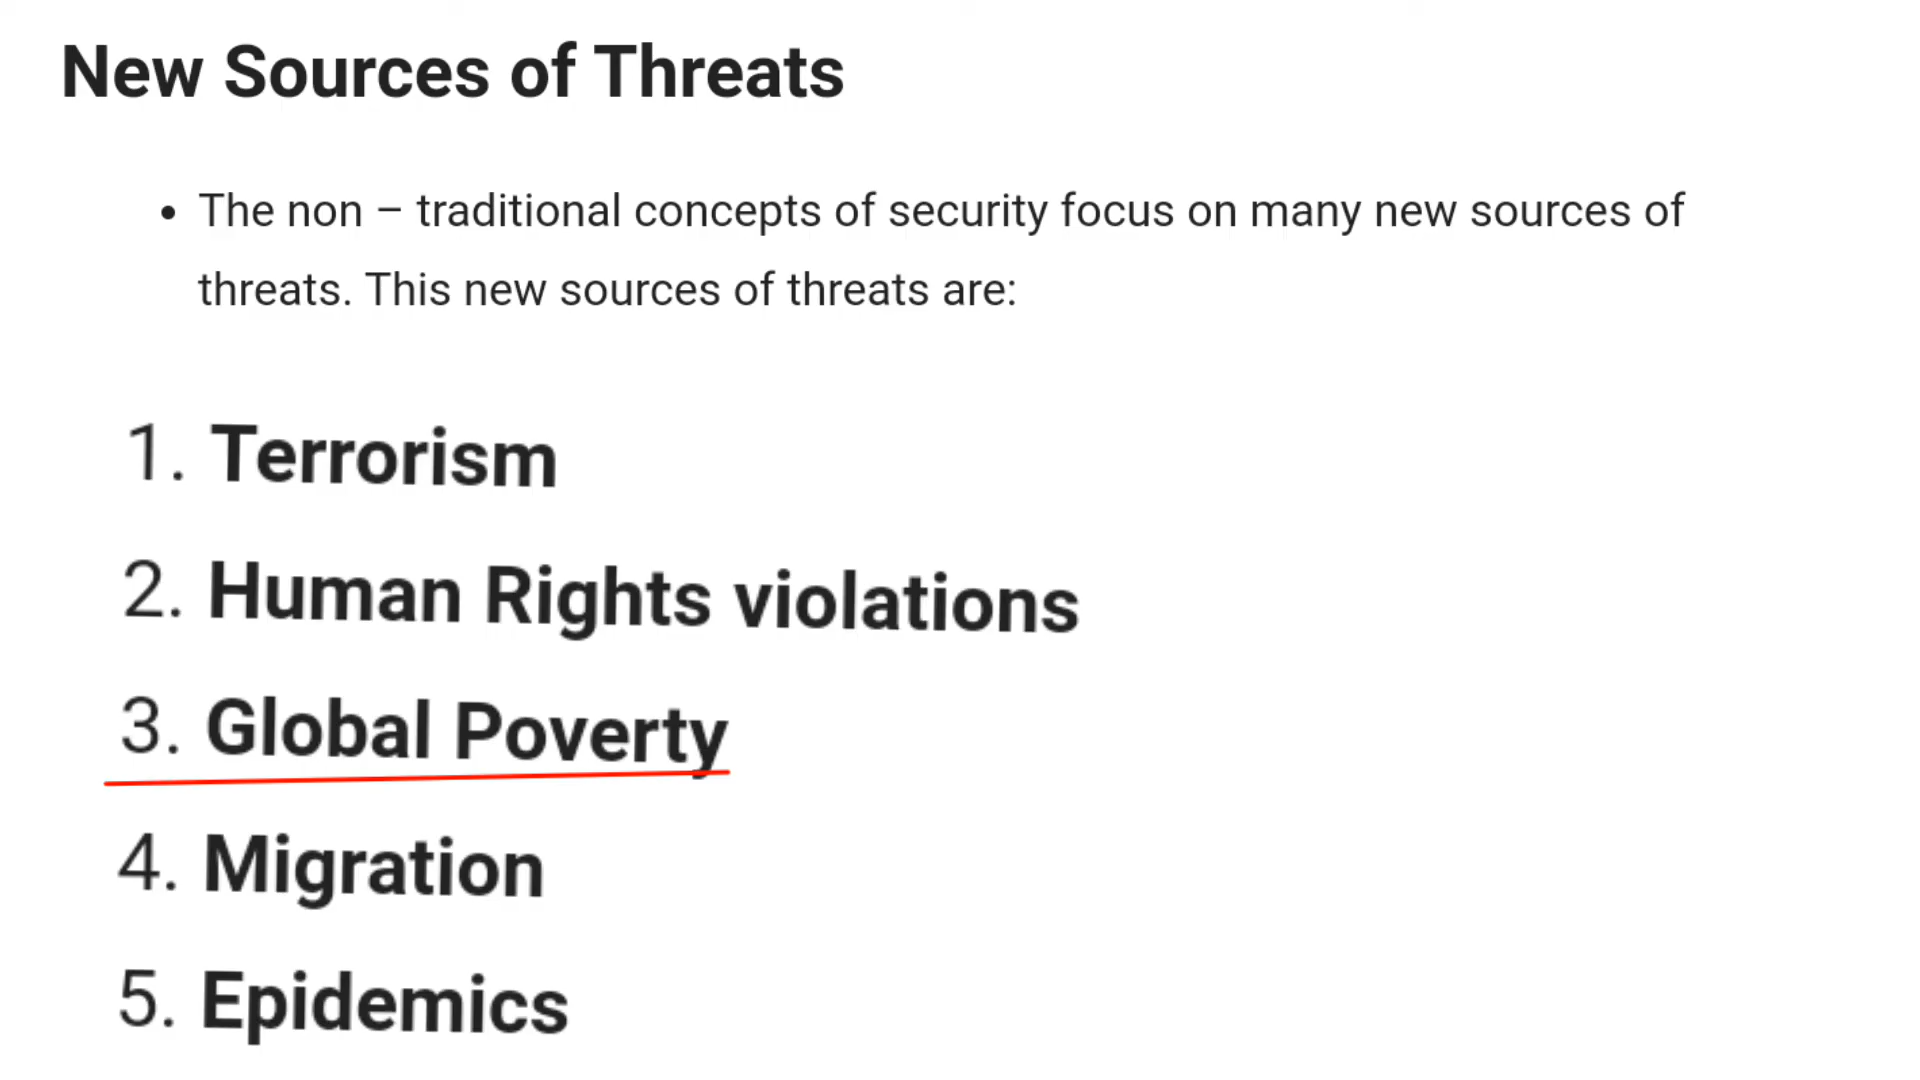 New Sources of Threats
• The non – traditional concepts of security focus on many new sources of
threats. This new sources of threats are:
1. Terrorism
2. Human Rights violations
3. Global Poverty
4. Migration
5. Epidemics